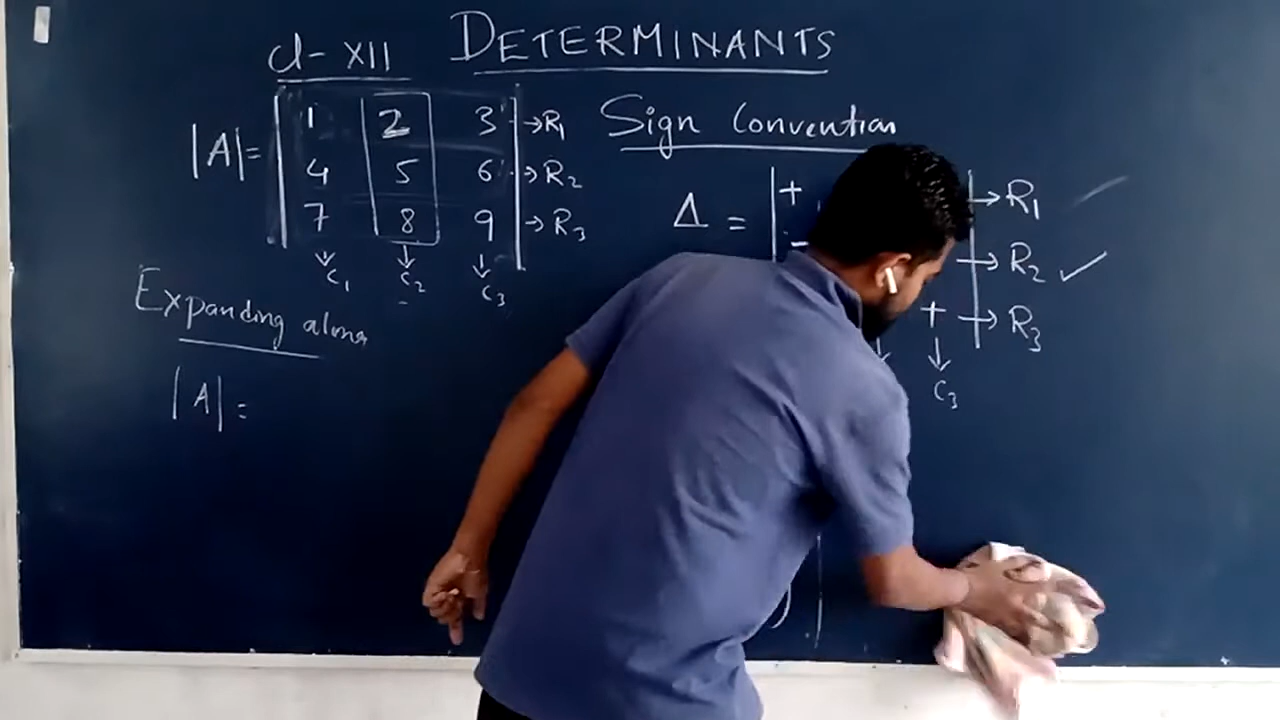 Cl- XII DETERMINANTS
|A|= | 1 2 3 | →R1
| 4 5 6 | →R2
| 7 8 9 | →R3
↓ C1 ↓ C2 ↓ C3
Expanding along
|A| =
Sign Convention
Δ = | + | →R1
- | →R2 ✓
+ | →R3
↓ ↓ C3